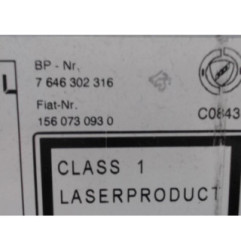 BP - Nr.
7 646 302 316
Fiat-Nr.
156 073 093 0
C0843
CLASS 1
LASERPRODUCT